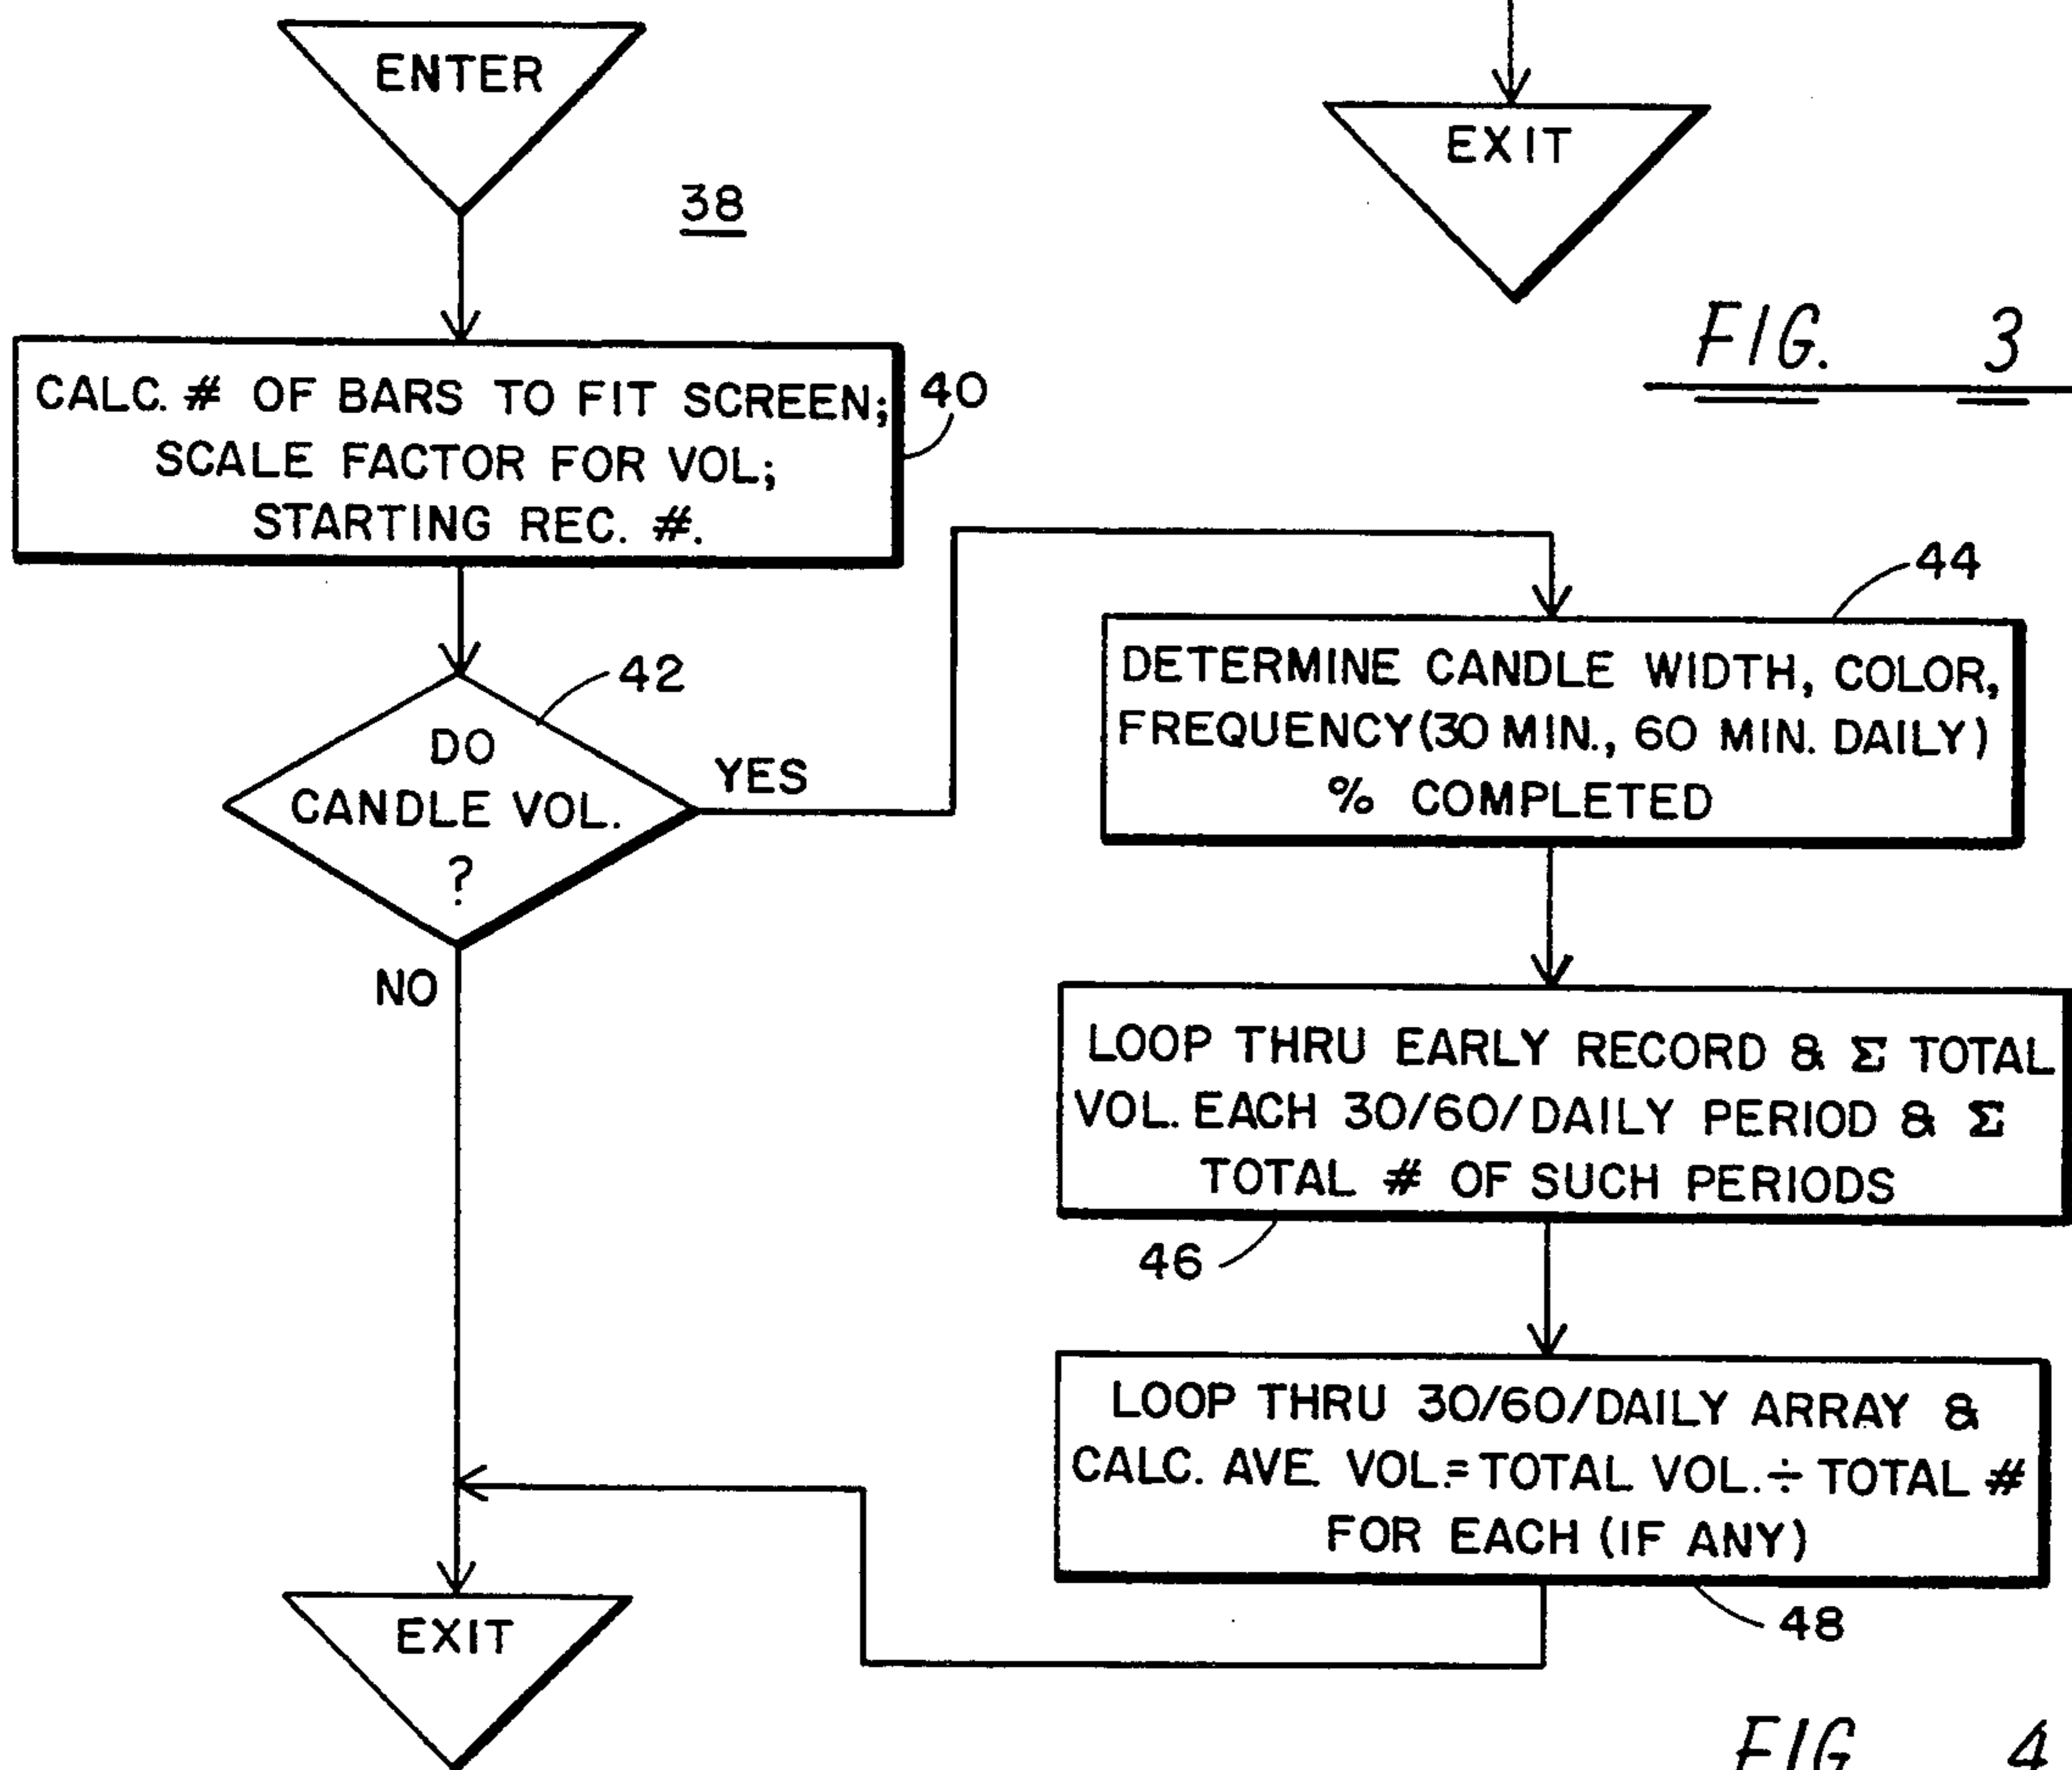 ENTER
EXIT
38
FIG. 3
CALC. # OF BARS TO FIT SCREEN;
SCALE FACTOR FOR VOL;
STARTING REC. #.
40
42
DO
CANDLE VOL.
?
YES
NO
44
DETERMINE CANDLE WIDTH, COLOR,
FREQUENCY(30 MIN., 60 MIN. DAILY)
% COMPLETED
LOOP THRU EARLY RECORD & Σ TOTAL
VOL. EACH 30/60/DAILY PERIOD & Σ
TOTAL # OF SUCH PERIODS
46
LOOP THRU 30/60/DAILY ARRAY &
CALC. AVE. VOL.=TOTAL VOL.÷ TOTAL #
FOR EACH (IF ANY)
48
EXIT
FIG 4